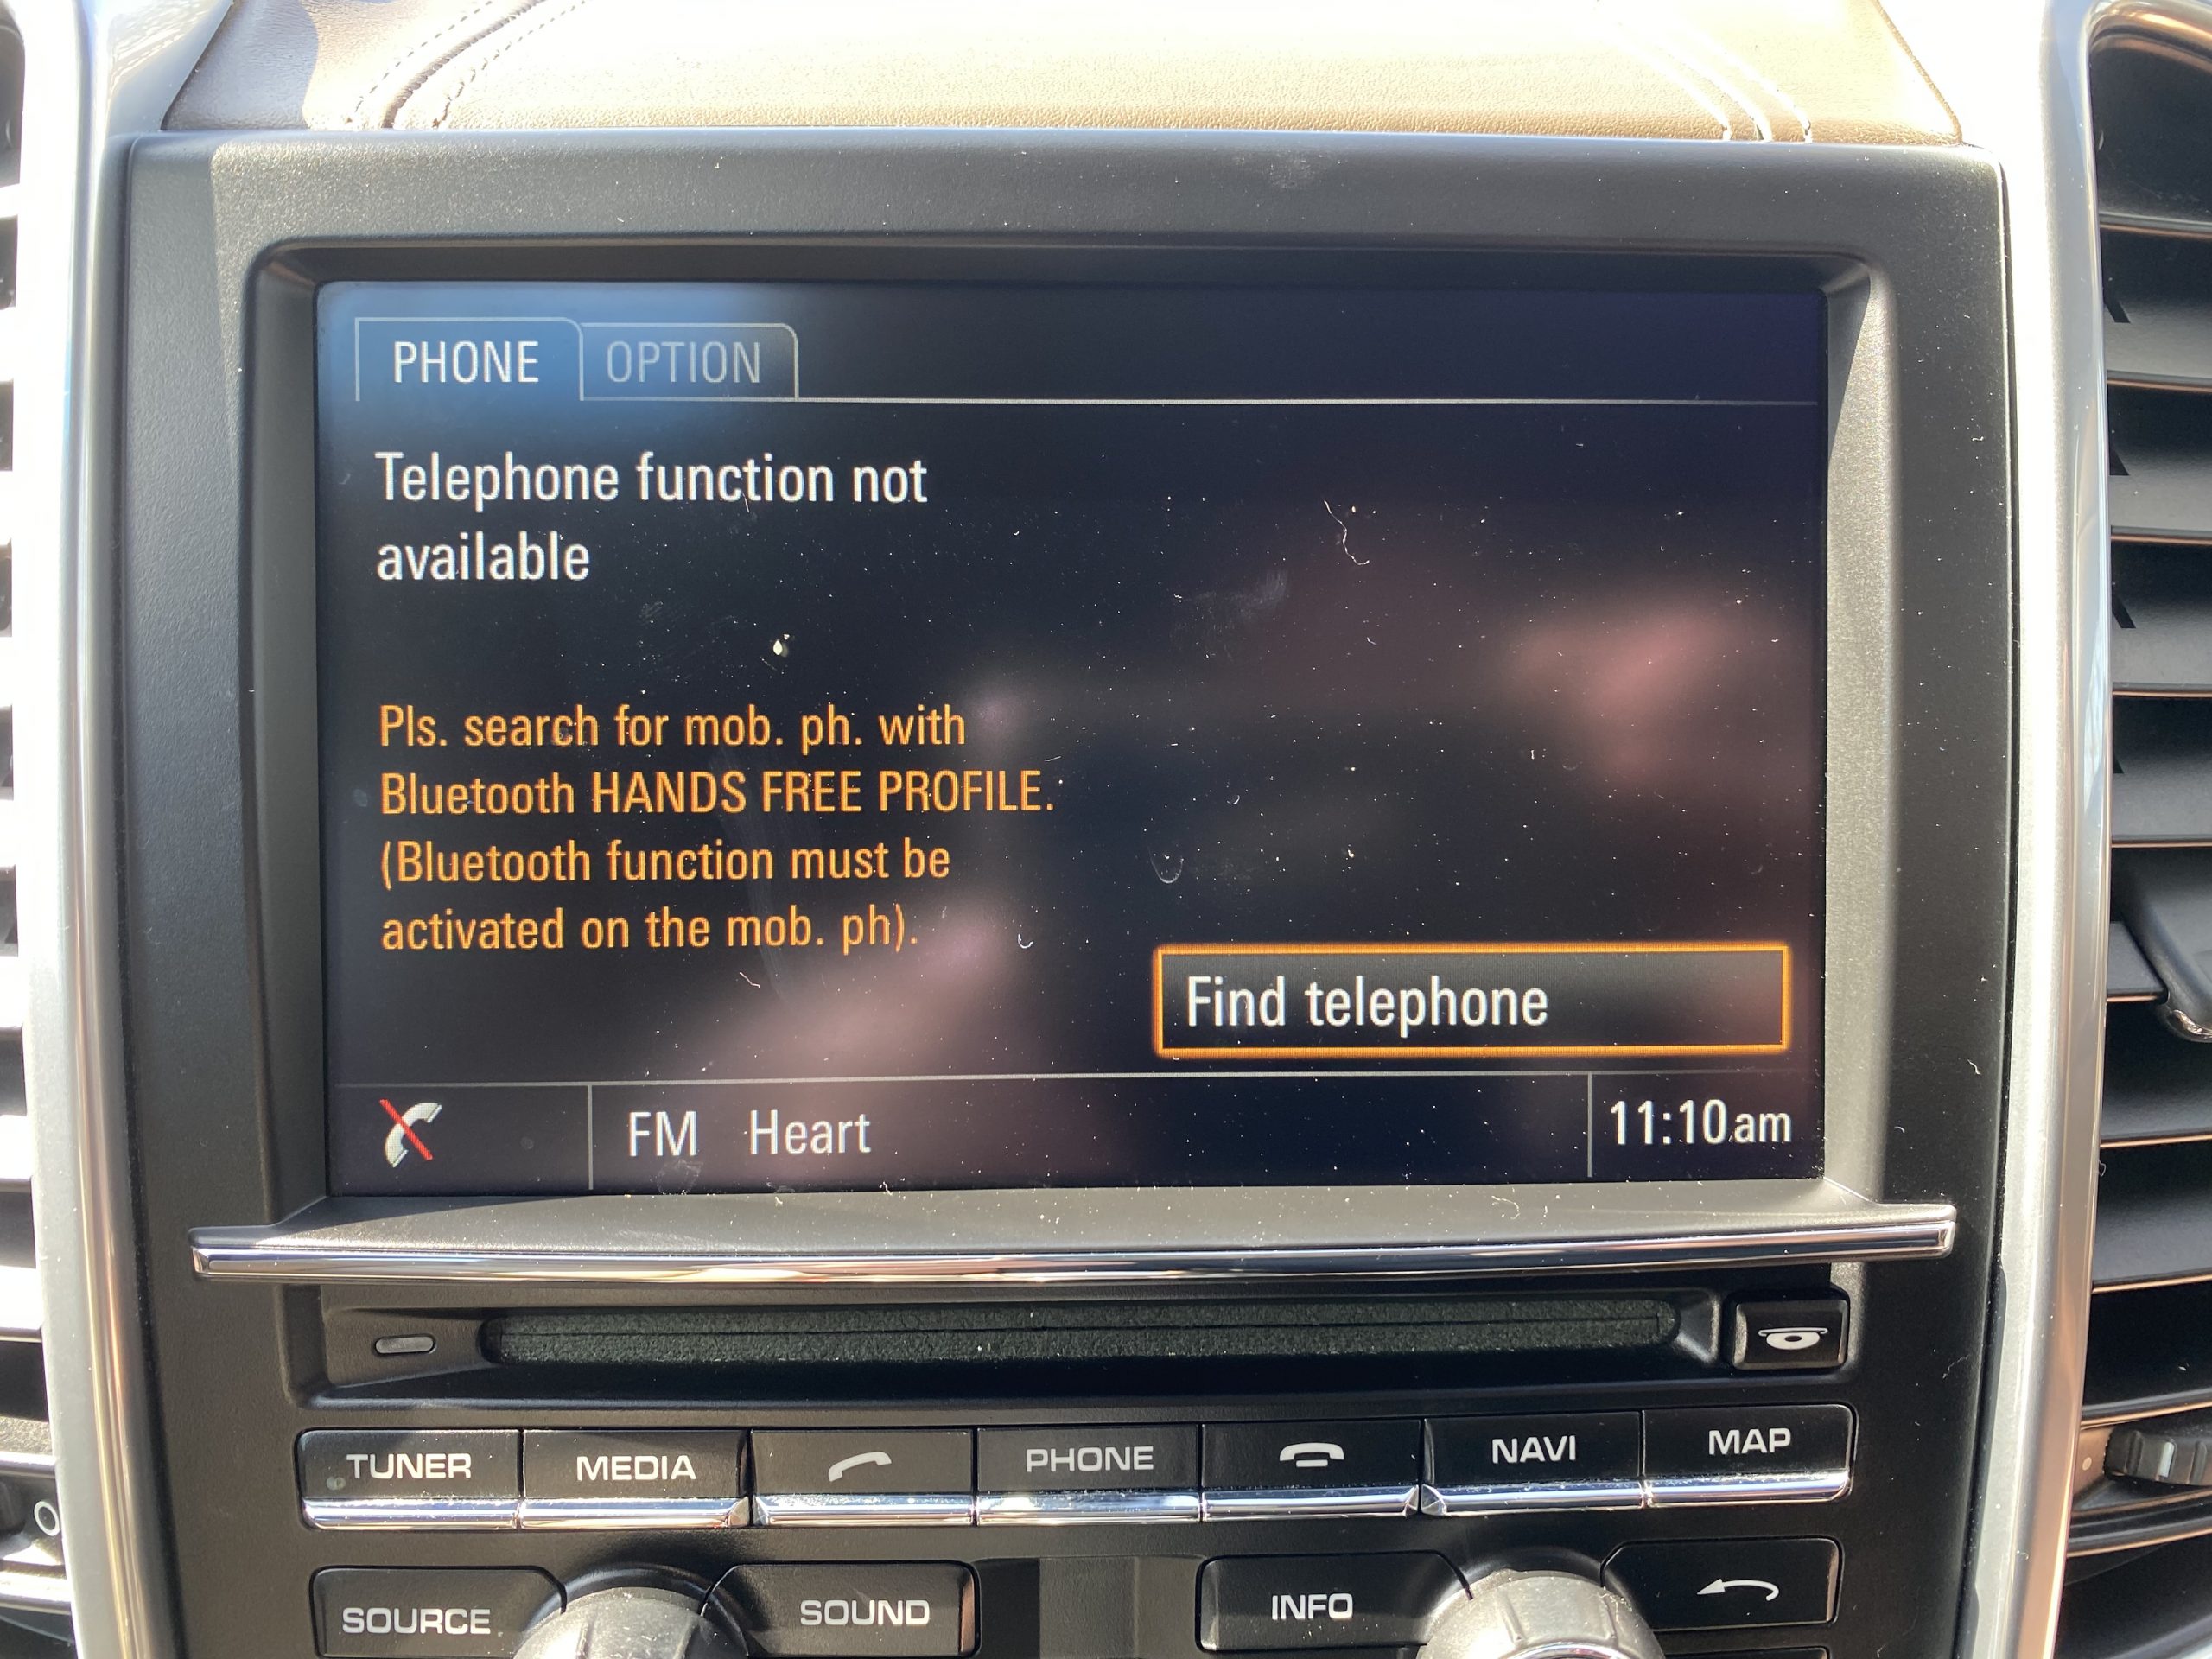 PHONE OPTION
Telephone function not
available
Pls. search for mob. ph. with
Bluetooth HANDS FREE PROFILE.
(Bluetooth function must be
activated on the mob. ph).
Find telephone
FM Heart 11:10am
TUNER MEDIA PHONE NAVI MAP
SOURCE SOUND INFO